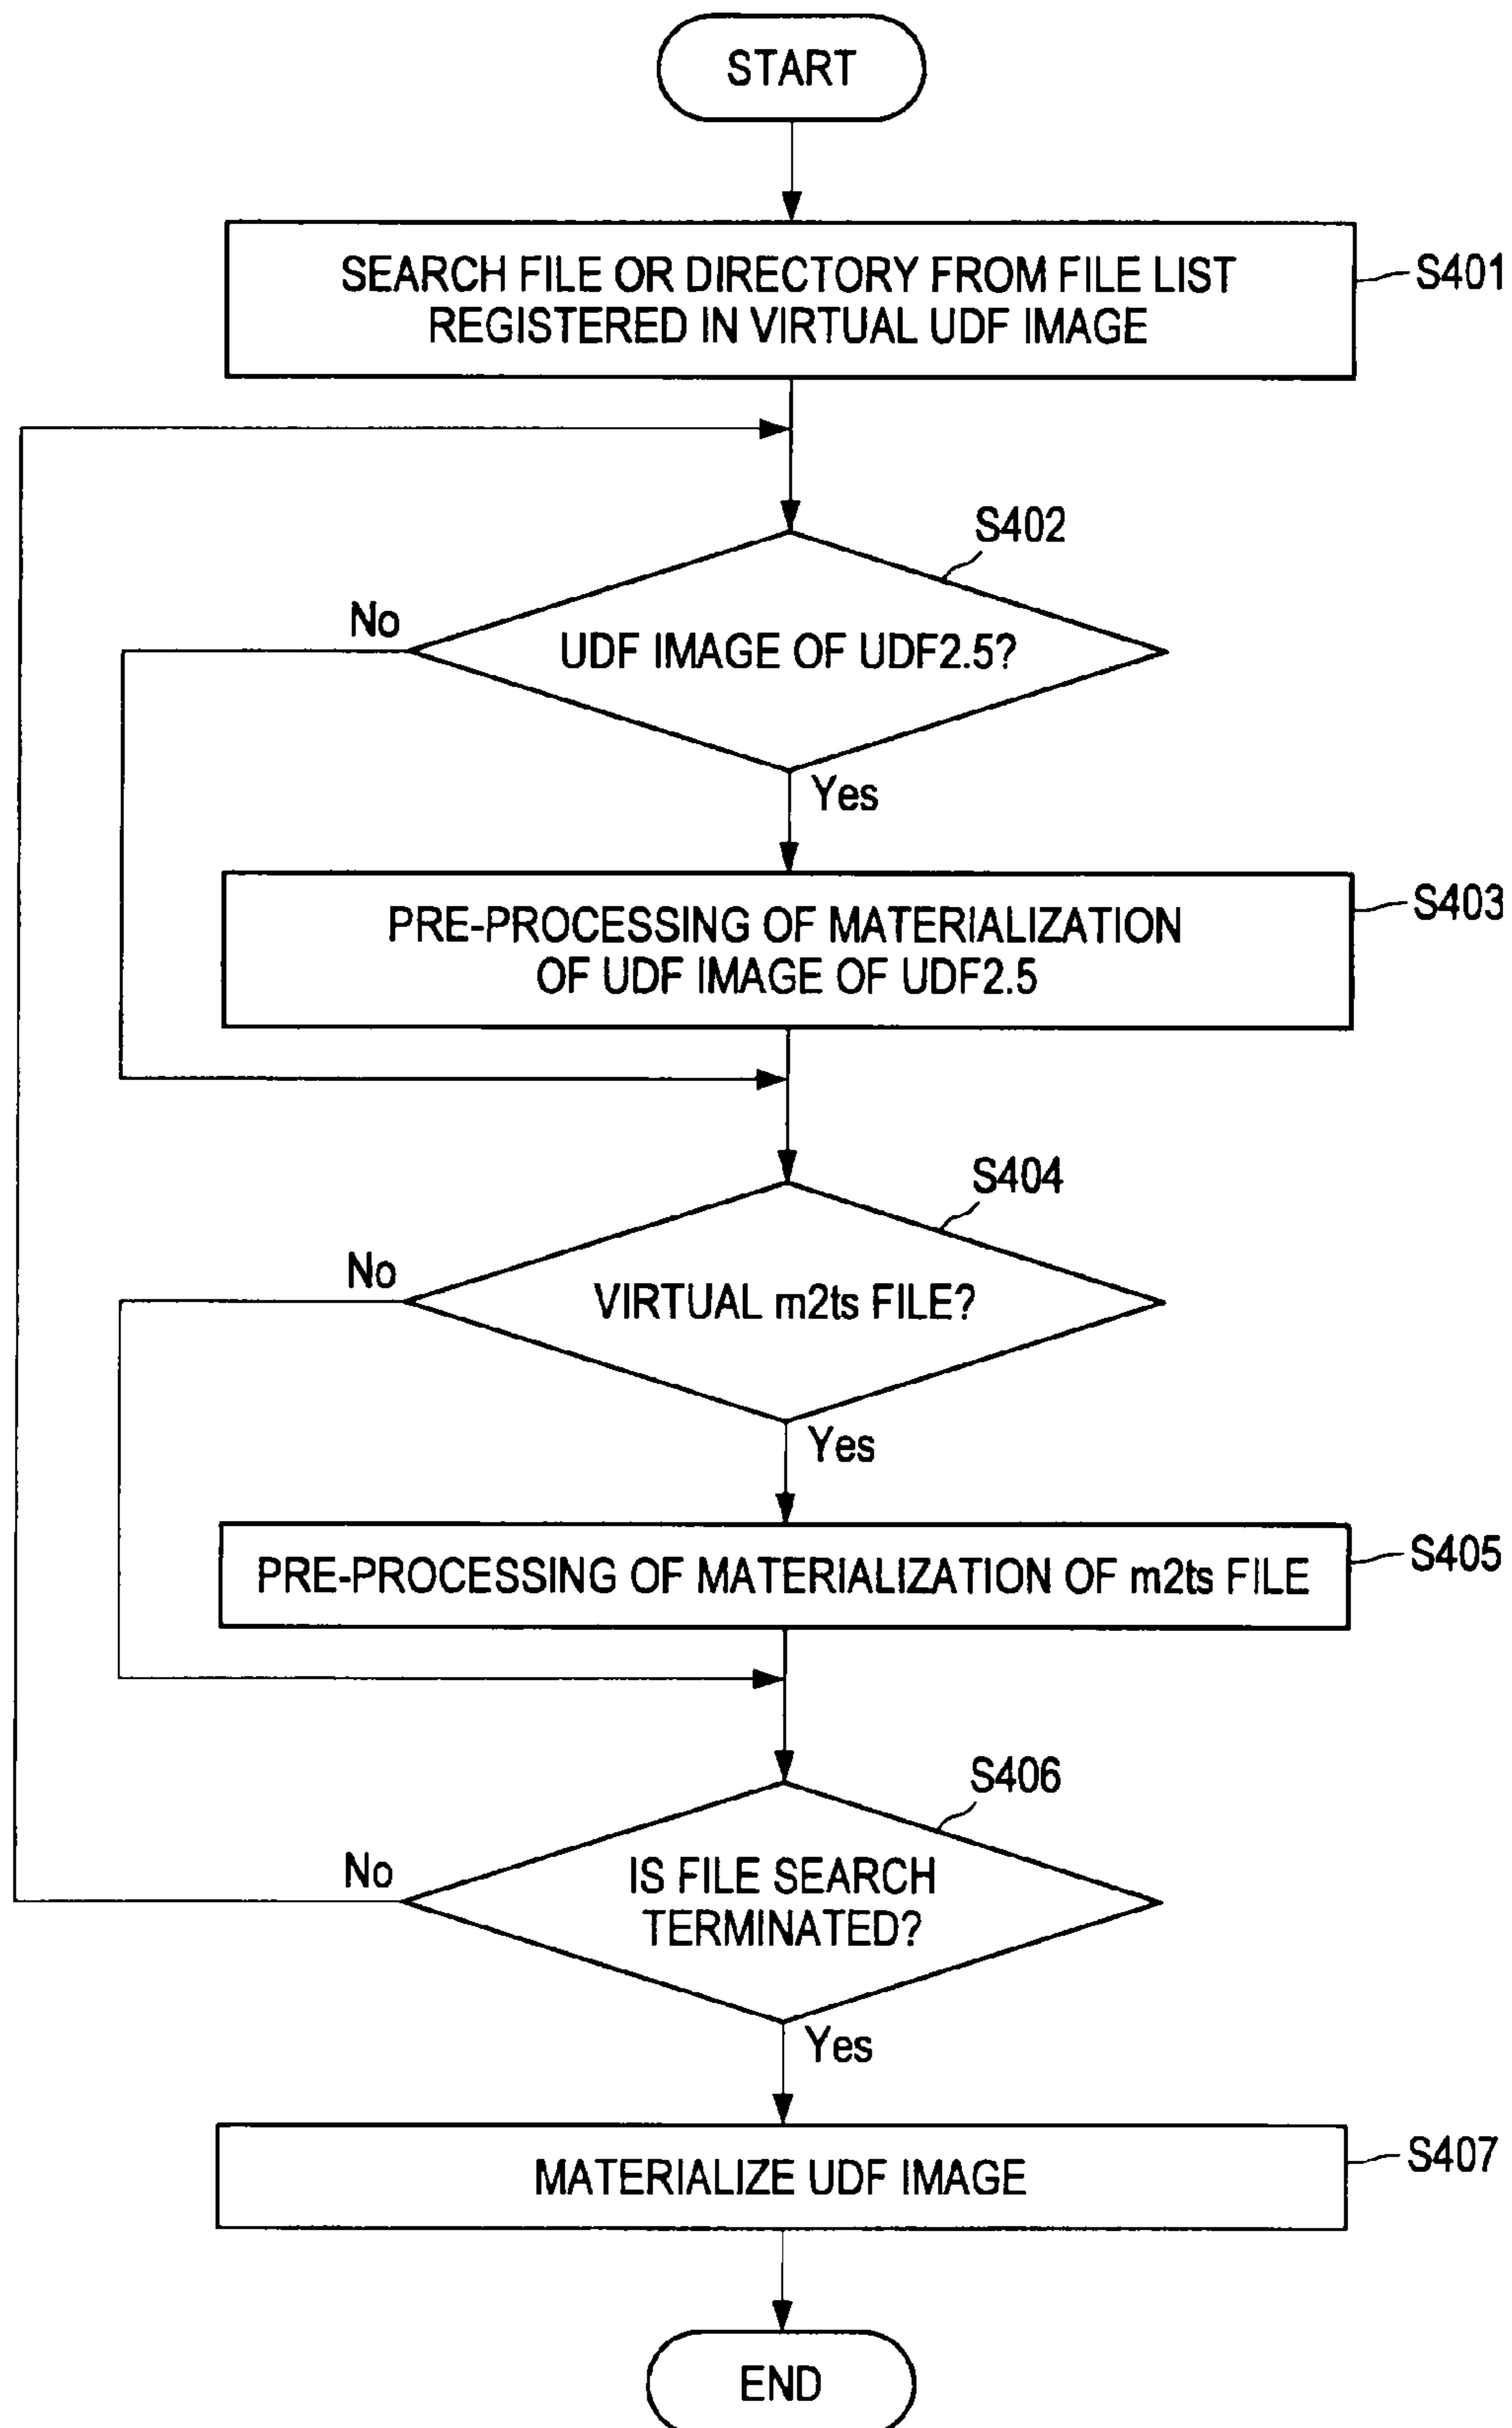 START
SEARCH FILE OR DIRECTORY FROM FILE LIST
REGISTERED IN VIRTUAL UDF IMAGE
S401
S402
No
UDF IMAGE OF UDF2.5?
Yes
PRE-PROCESSING OF MATERIALIZATION
OF UDF IMAGE OF UDF2.5
S403
S404
No
VIRTUAL m2ts FILE?
Yes
PRE-PROCESSING OF MATERIALIZATION OF m2ts FILE
S405
S406
No
IS FILE SEARCH
TERMINATED?
Yes
MATERIALIZE UDF IMAGE
S407
END